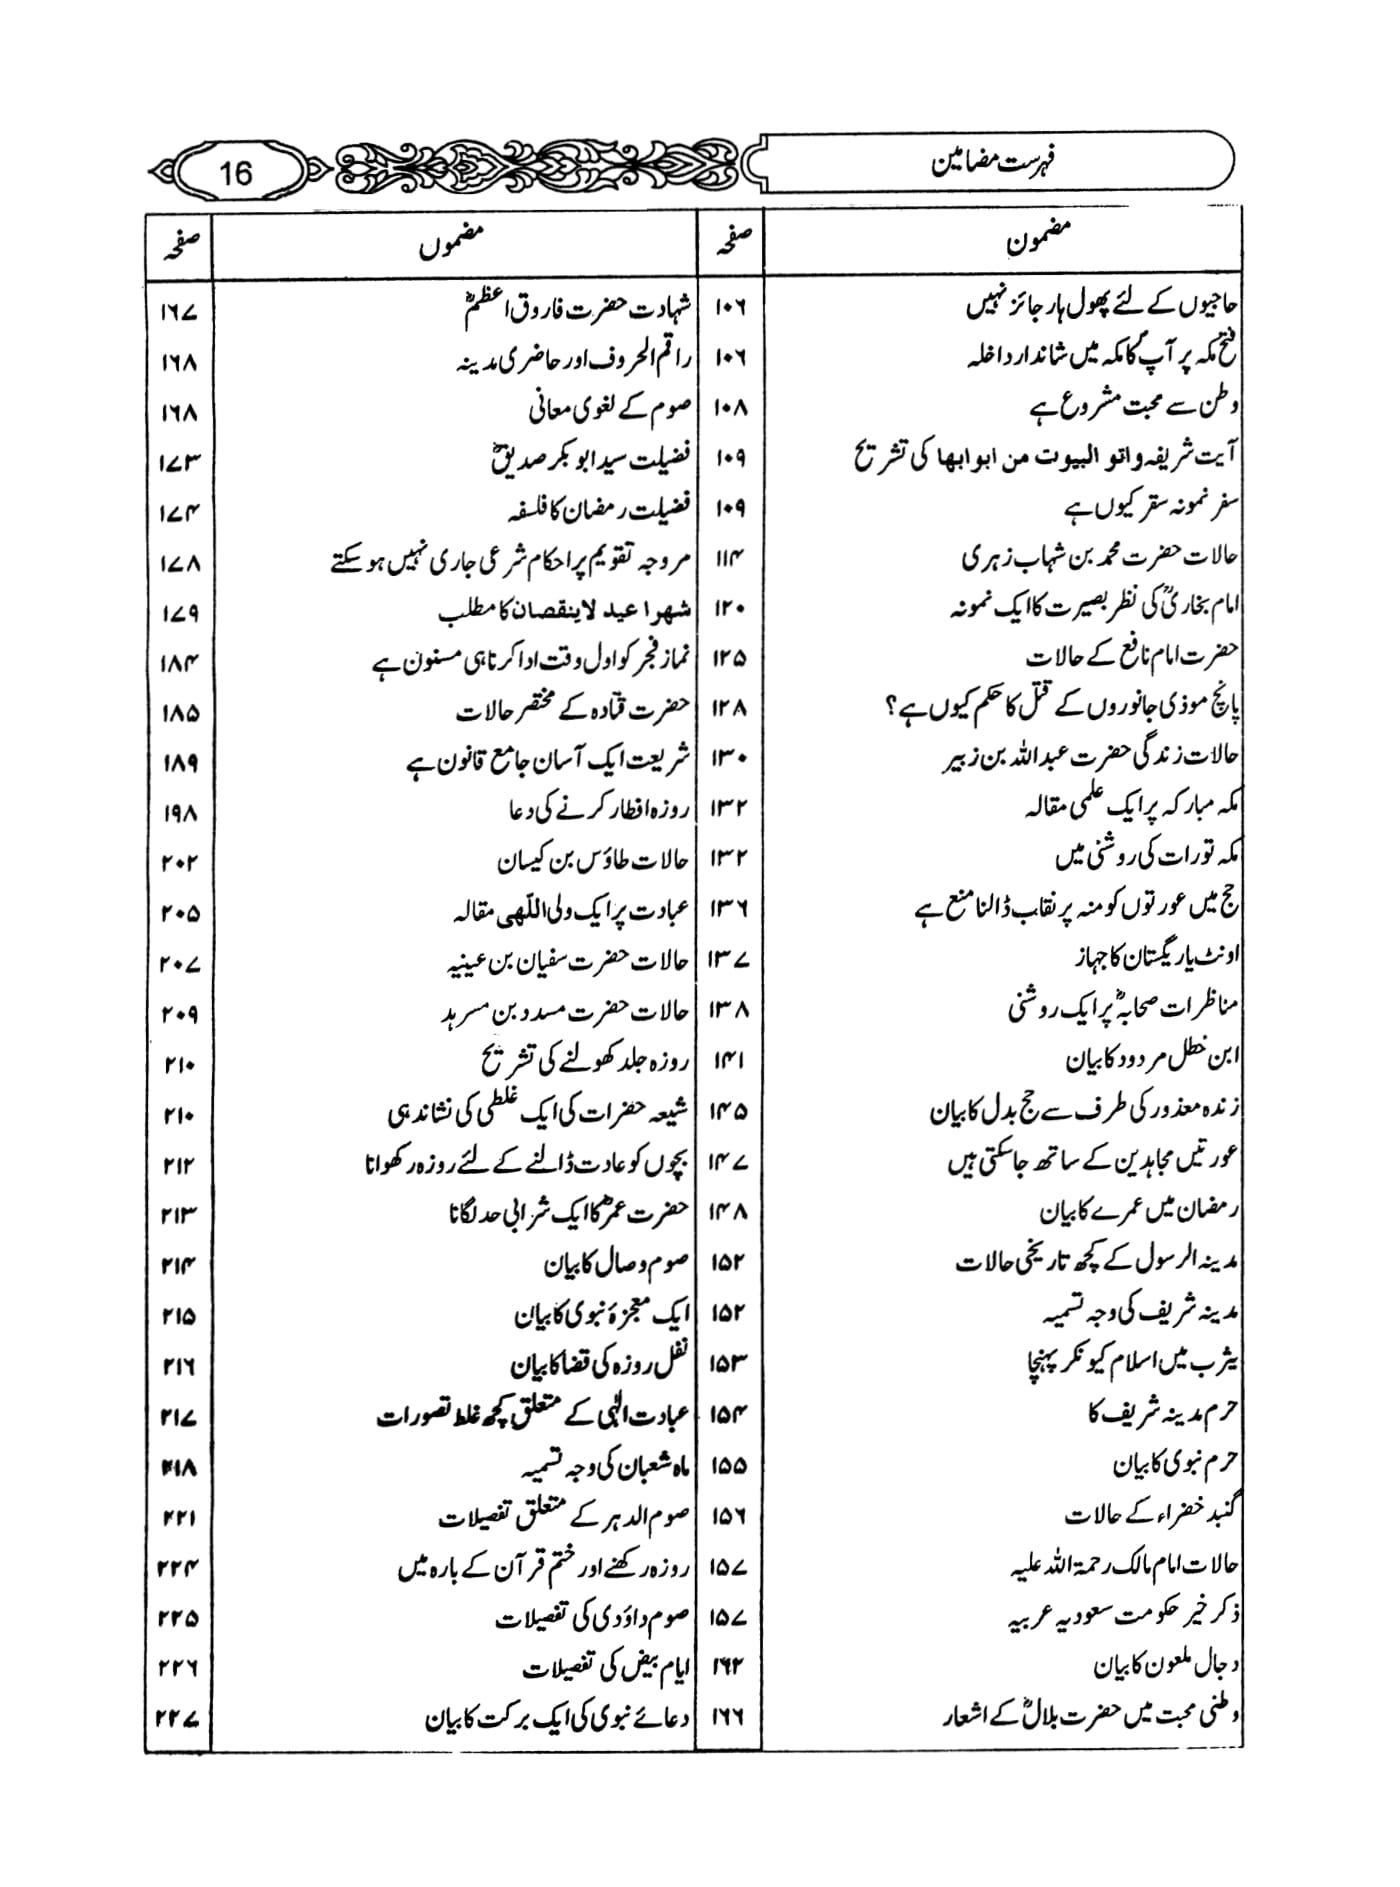 فہرست مضامین
16
مضمون
صفحہ
حاجیوں کے لئے پھول ہار جائز نہیں ۱۰۶
فتح مکہ پر آپؐ کا مکہ میں شاندار داخلہ ۱۰۶
وطن سے محبت مشروع ہے ۱۰۸
آیت شریفہ واتو البیوت من ابوابھا کی تشریح ۱۰۹
سفر نمونہ سقر کیوں ہے ۱۰۹
حالات حضرت محمد بن شہاب زہری ۱۱۴
امام بخاریؒ کی نظر بصیرت کا ایک نمونہ ۱۲۰
حضرت امام نافع کے حالات ۱۲۵
پانچ موذی جانوروں کے قتل کا حکم کیوں ہے؟ ۱۲۸
حالات زندگی حضرت عبداللہ بن زبیر ۱۳۰
مکہ مبارکہ پر ایک علمی مقالہ ۱۳۲
مکہ تورات کی روشنی میں ۱۳۲
حج میں عورتوں کو منہ پر نقاب ڈالنا منع ہے ۱۳۶
اونٹ یا ریگستان کا جہاز ۱۳۷
مناظرات صحابہؓ پر ایک روشنی ۱۳۸
ابن خطل مردود کا بیان ۱۴۱
زندہ معذور کی طرف سے حج بدل کا بیان ۱۴۵
عورتیں مجاہدین کے ساتھ جا سکتی ہیں ۱۴۷
رمضان میں عمرے کا بیان ۱۴۸
مدینہ الرسول کے کچھ تاریخی حالات ۱۵۲
مدینہ شریف کی وجہ تسمیہ ۱۵۲
یثرب میں اسلام کیونکر پہنچا ۱۵۳
حرم مدینہ شریف کا ۱۵۴
حرم نبوی کا بیان ۱۵۵
گنبد خضراء کے حالات ۱۵۶
حالات امام مالک رحمۃ اللہ علیہ ۱۵۷
ذکر خیر حکومت سعودیہ عربیہ ۱۵۷
دجال ملعون کا بیان ۱۶۲
وطنی محبت میں حضرت بلالؓ کے اشعار ۱۶۶
مضموں
صفحہ
شہادت حضرت فاروق اعظمؓ ۱۶۷
راقم الحروف اور حاضری مدینہ ۱۶۸
صوم کے لغوی معانی ۱۶۸
فضیلت سیدا بو بکر صدیقؓ ۱۷۳
فضیلت رمضان کا فلسفہ ۱۷۴
مروجہ تقویم پر احکام شرعی جاری نہیں ہو سکتے ۱۷۸
شھرا عید لاینقصان کا مطلب ۱۷۹
نماز فجر کو اول وقت ادا کرنا ہی مسنون ہے ۱۸۴
حضرت قتادہ کے مختصر حالات ۱۸۵
شریعت ایک آسان جامع قانون ہے ۱۸۹
روزہ افطار کرنے کی دعا ۱۹۸
حالات طاؤس بن کیسان ۲۰۲
عبادت پر ایک ولی اللٰھی مقالہ ۲۰۵
حالات حضرت سفیان بن عیینہ ۲۰۷
حالات حضرت مسدد بن مسرہد ۲۰۹
روزہ جلد کھولنے کی تشریح ۲۱۰
شیعہ حضرات کی ایک غلطی کی نشاندہی ۲۱۰
بچوں کو عادت ڈالنے کے لئے روزہ رکھوانا ۲۱۲
حضرت عمرؓ کا ایک شرابی حد لگانا ۲۱۳
صوم وصال کا بیان ۲۱۴
ایک معجزۂ نبوی کا بیان ۲۱۵
نفل روزہ کی قضا کا بیان ۲۱۶
عبادت الٰہی کے متعلق کچھ غلط تصورات ۲۱۷
ماہ شعبان کی وجہ تسمیہ ۲۱۸
صوم الدہر کے متعلق تفصیلات ۲۲۱
روزہ رکھنے اور ختم قرآن کے بارہ میں ۲۲۴
صوم داؤدی کی تفصیلات ۲۲۵
ایام بیض کی تفصیلات ۲۲۶
دعائے نبوی کی ایک برکت کا بیان ۲۲۷